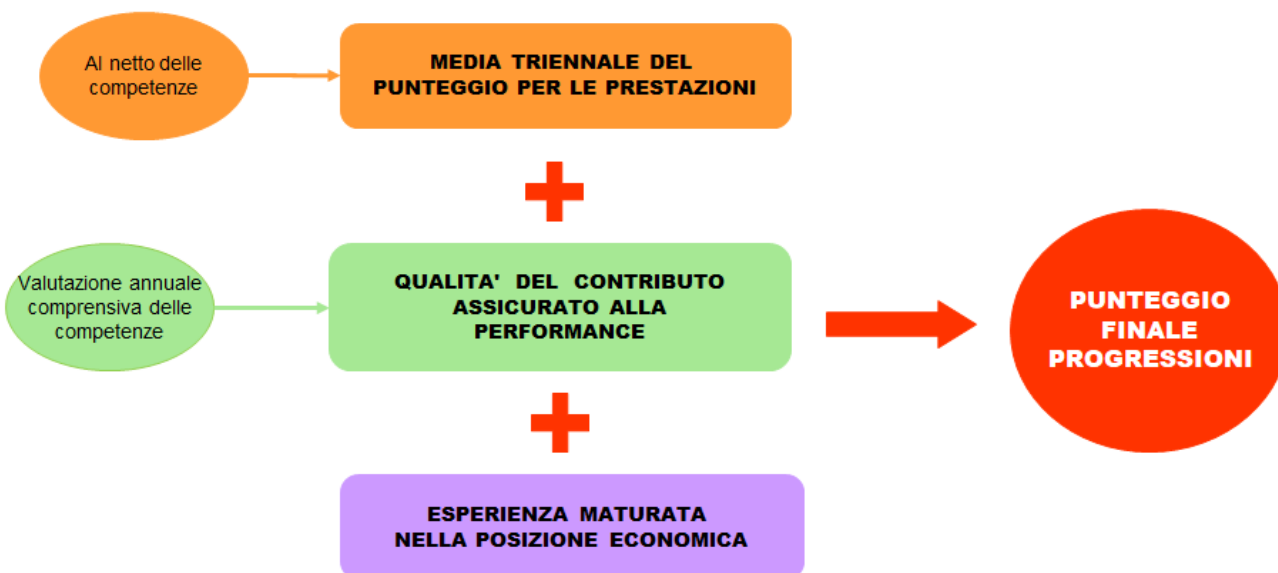 Al netto delle
competenze
MEDIA TRIENNALE DEL
PUNTEGGIO PER LE PRESTAZIONI
Valutazione annuale
comprensiva delle
competenze
QUALITA' DEL CONTRIBUTO
ASSICURATO ALLA
PERFORMANCE
PUNTEGGIO
FINALE
PROGRESSIONI
ESPERIENZA MATURATA
NELLA POSIZIONE ECONOMICA